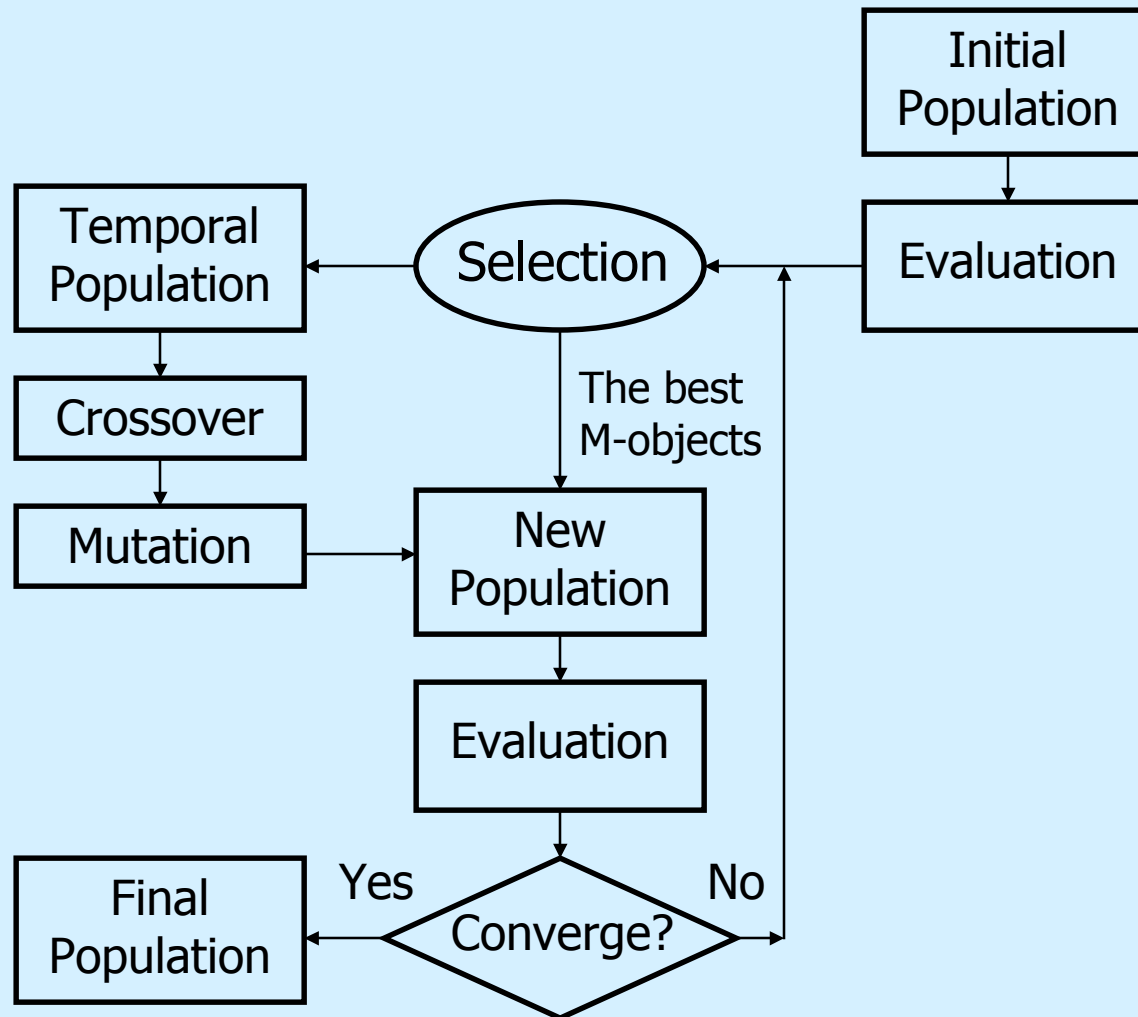 Initial
Population
Temporal
Population
Selection
Evaluation
Crossover
The best
M-objects
Mutation
New
Population
Evaluation
Yes
No
Final
Population
Converge?